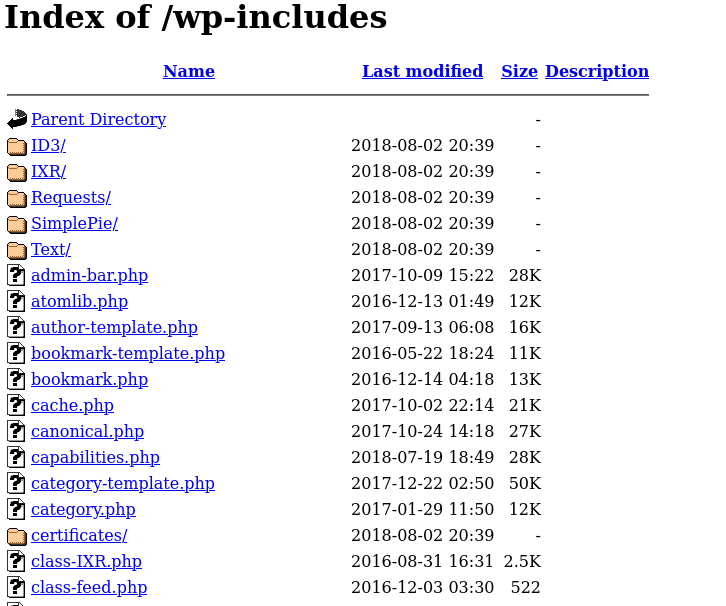 Index of /wp-includes
Name Last modified Size Description
Parent Directory -
ID3/ 2018-08-02 20:39 -
IXR/ 2018-08-02 20:39 -
Requests/ 2018-08-02 20:39 -
SimplePie/ 2018-08-02 20:39 -
Text/ 2018-08-02 20:39 -
admin-bar.php 2017-10-09 15:22 28K
atomlib.php 2016-12-13 01:49 12K
author-template.php 2017-09-13 06:08 16K
bookmark-template.php 2016-05-22 18:24 11K
bookmark.php 2016-12-14 04:18 13K
cache.php 2017-10-02 22:14 21K
canonical.php 2017-10-24 14:18 27K
capabilities.php 2018-07-19 18:49 28K
category-template.php 2017-12-22 02:50 50K
category.php 2017-01-29 11:50 12K
certificates/ 2018-08-02 20:39 -
class-IXR.php 2016-08-31 16:31 2.5K
class-feed.php 2016-12-03 03:30 522